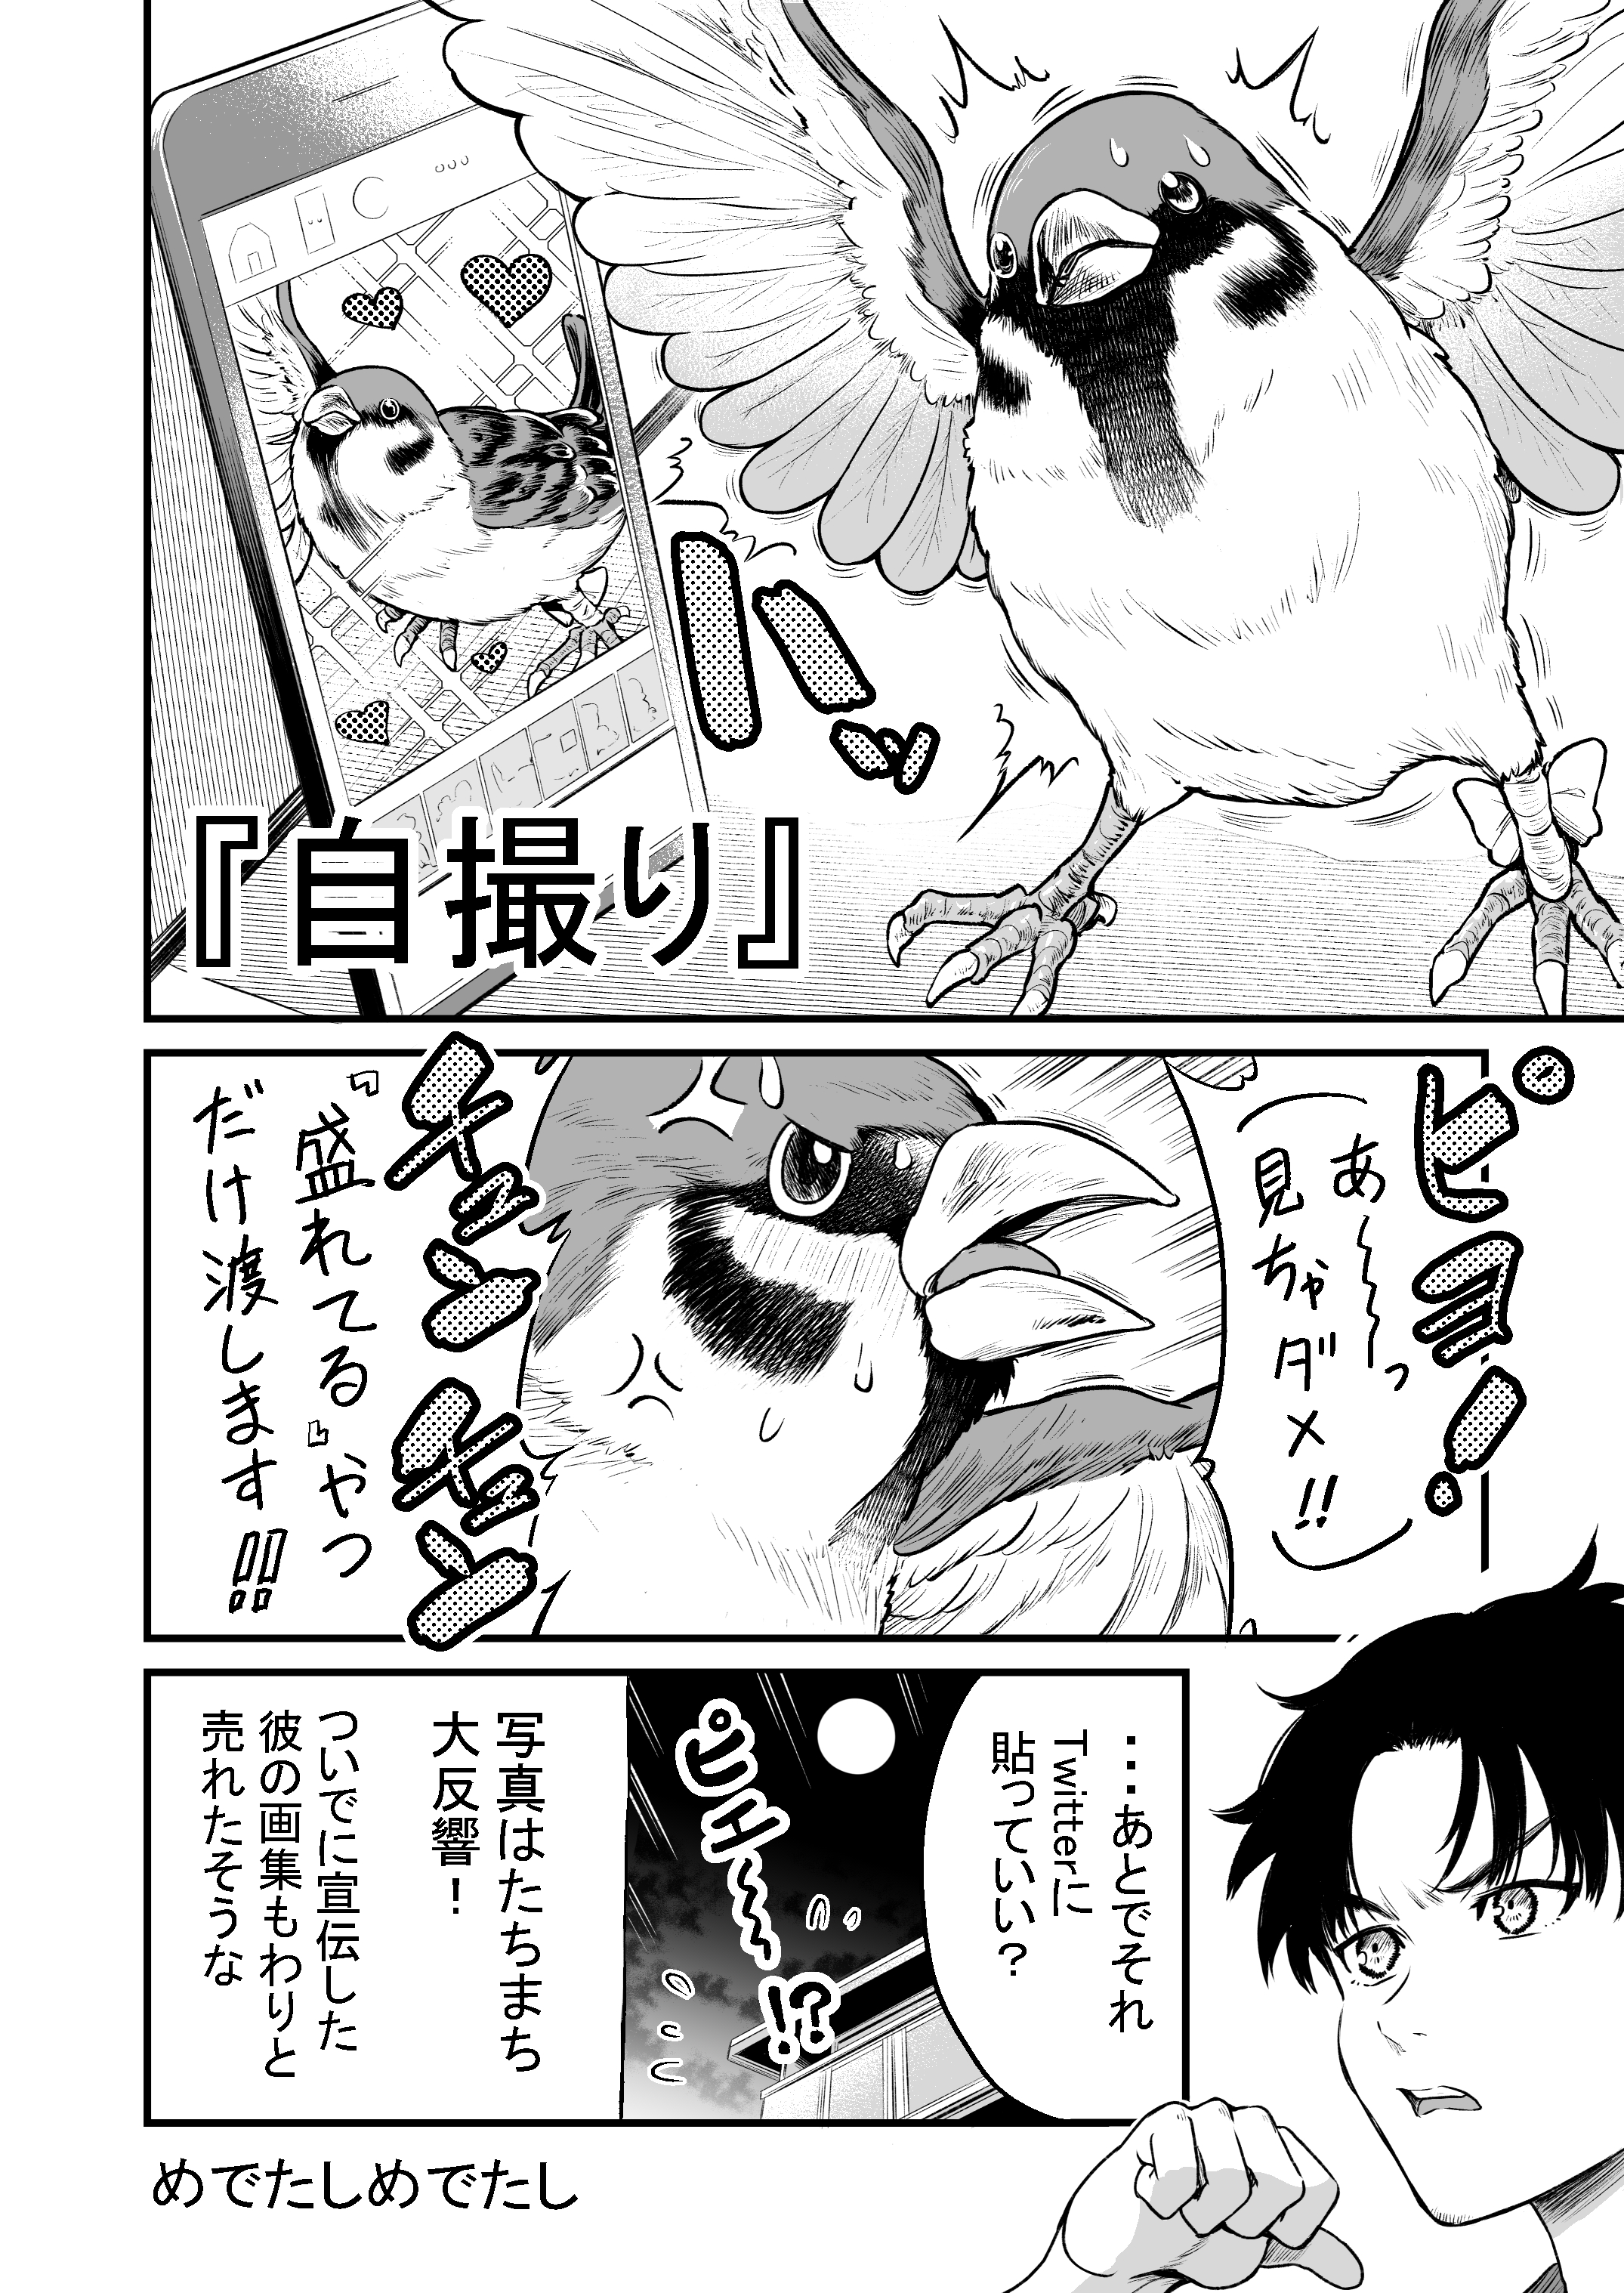 ハッ
『自撮り』
ピヨ!
あ〜〜〜っ
見ちゃダメ!!
チュン
チュン
『盛れてる』やつ
だけ渡します!!
・・・あとでそれ
Twitterに
貼っていい?
ピエ〜〜!?
写真はたちまち
大反響!
ついでに宣伝した
彼の画集もわりと
売れたそうな
めでたしめでたし